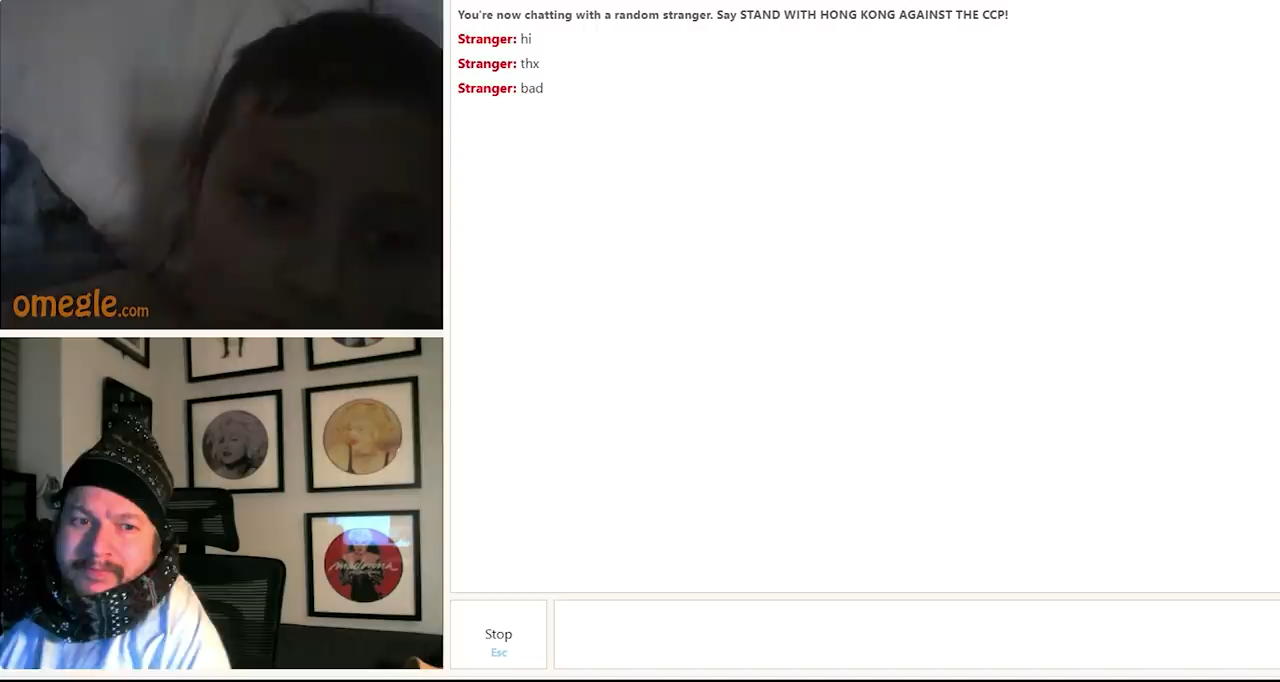 You're now chatting with a random stranger. Say STAND WITH HONG KONG AGAINST THE CCP!
Stranger: hi
Stranger: thx
Stranger: bad
omegle.com
madonna
Stop
Esc